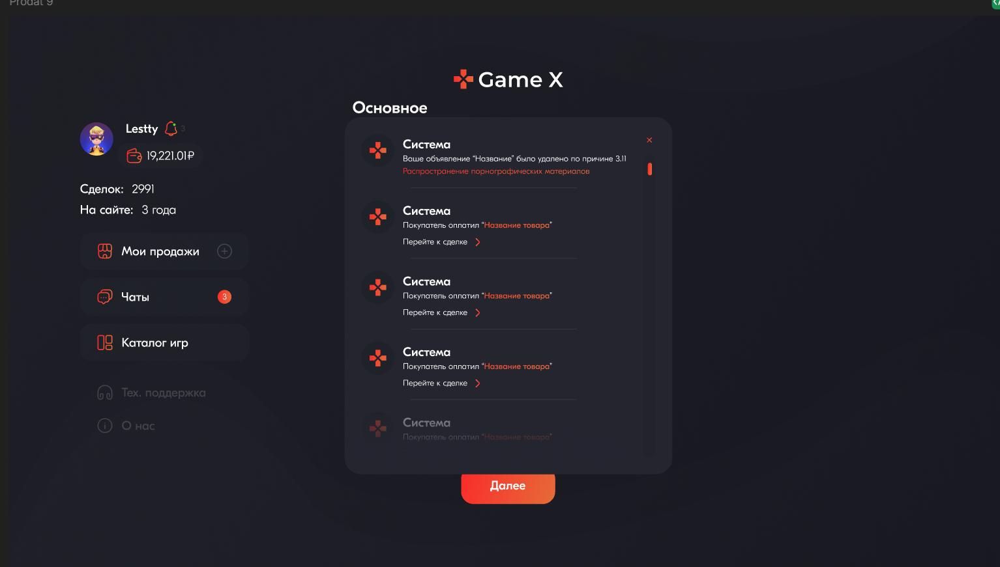 Prodat 9
Game X
Основное
Lestty 3
19,221.01₽
Сделок: 2991
На сайте: 3 года
Мои продажи
Чаты 3
Каталог игр
Тех. поддержка
О нас
Система
Ваше объявление “Название” было удалено по причине 3.11
Распространение порнографических материалов
Система
Покупатель оплатил “Название товара”
Перейте к сделке
Система
Покупатель оплатил “Название товара”
Перейте к сделке
Система
Покупатель оплатил “Название товара”
Перейте к сделке
Система
Покупатель оплатил “Название товара”
Далее